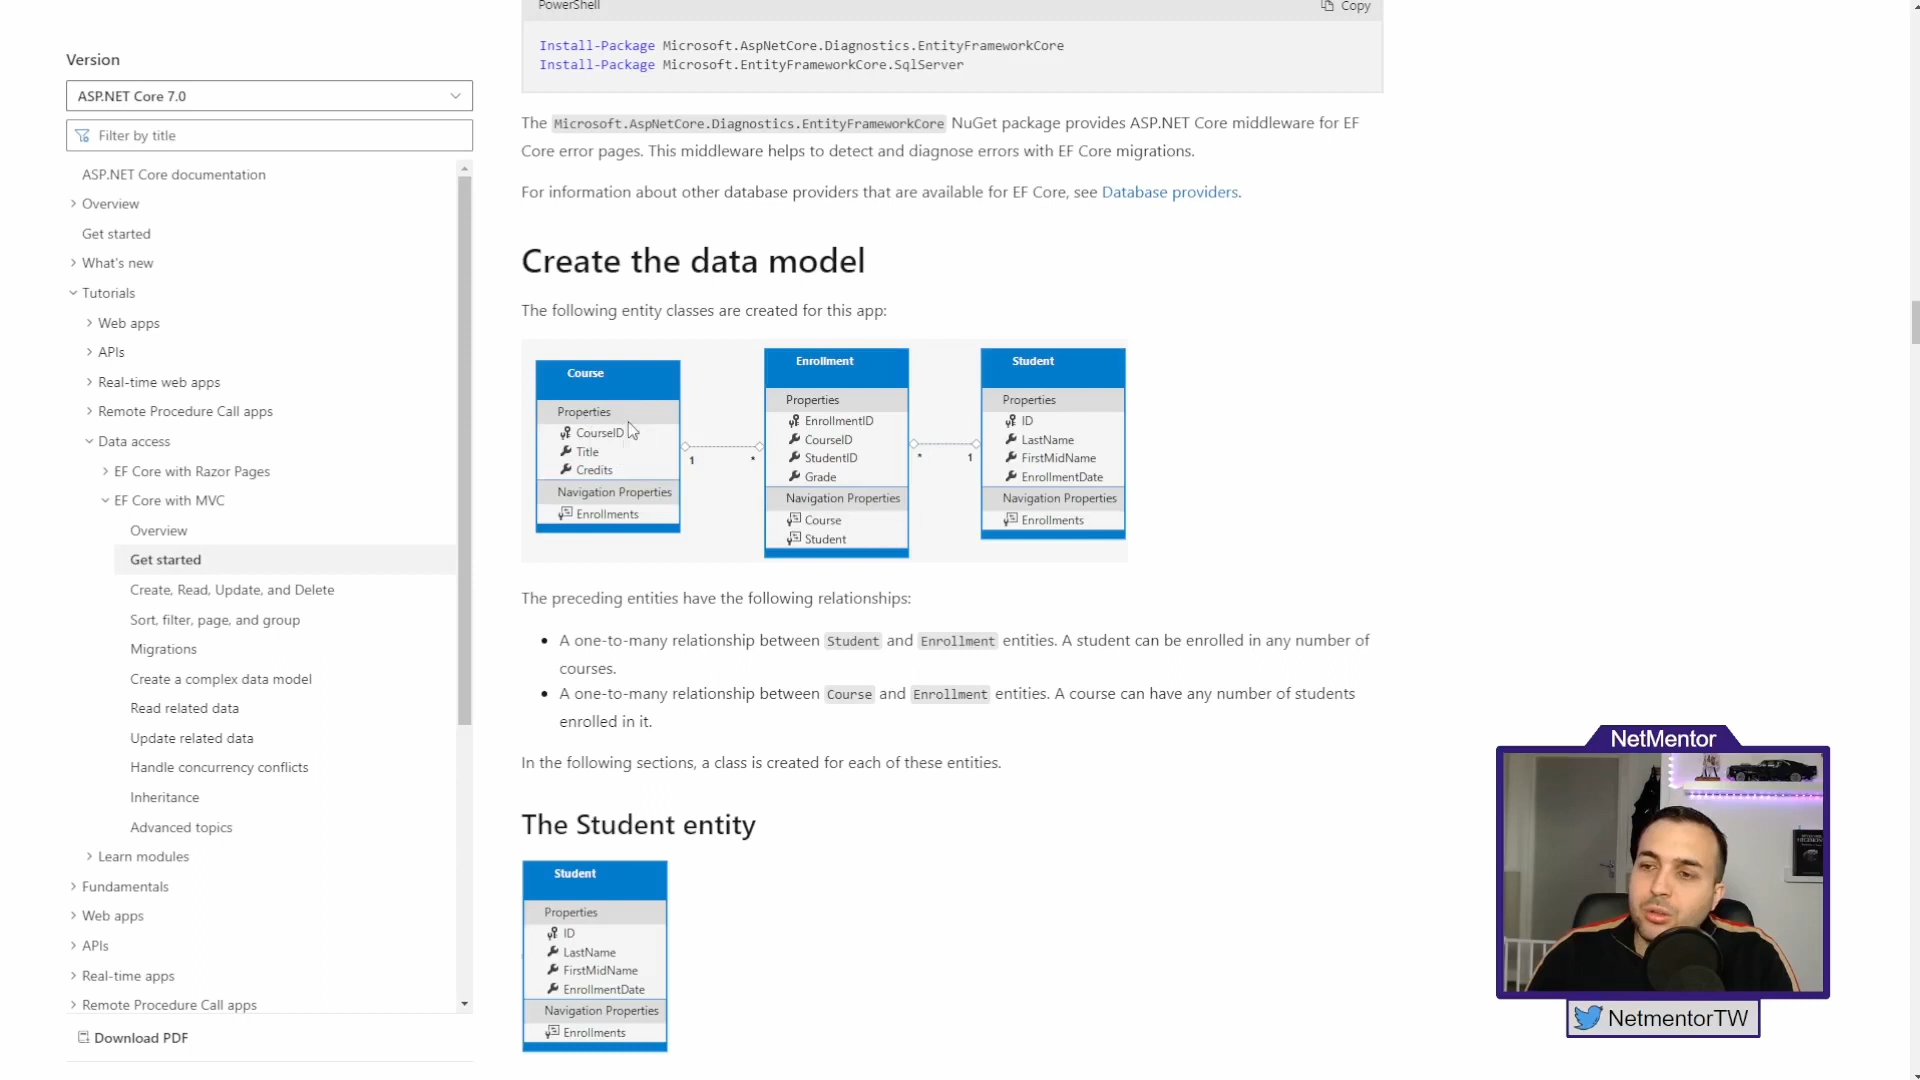 PowerShell
Copy
Install-Package Microsoft.AspNetCore.Diagnostics.EntityFrameworkCore
Install-Package Microsoft.EntityFrameworkCore.SqlServer
Version
ASP.NET Core 7.0
Filter by title
ASP.NET Core documentation
Overview
Get started
What's new
Tutorials
Web apps
APIs
Real-time web apps
Remote Procedure Call apps
Data access
EF Core with Razor Pages
EF Core with MVC
Overview
Get started
Create, Read, Update, and Delete
Sort, filter, page, and group
Migrations
Create a complex data model
Read related data
Update related data
Handle concurrency conflicts
Inheritance
Advanced topics
Learn modules
Fundamentals
Web apps
APIs
Real-time apps
Remote Procedure Call apps
Download PDF
The Microsoft.AspNetCore.Diagnostics.EntityFrameworkCore NuGet package provides ASP.NET Core middleware for EF
Core error pages. This middleware helps to detect and diagnose errors with EF Core migrations.
For information about other database providers that are available for EF Core, see Database providers.
Create the data model
The following entity classes are created for this app:
Course
Properties
CourseID
Title
Credits
Navigation Properties
Enrollments
1
*
Enrollment
Properties
EnrollmentID
CourseID
StudentID
Grade
Navigation Properties
Course
Student
*
1
Student
Properties
ID
LastName
FirstMidName
EnrollmentDate
Navigation Properties
Enrollments
The preceding entities have the following relationships:
• A one-to-many relationship between Student and Enrollment entities. A student can be enrolled in any number of
courses.
• A one-to-many relationship between Course and Enrollment entities. A course can have any number of students
enrolled in it.
In the following sections, a class is created for each of these entities.
The Student entity
Student
Properties
ID
LastName
FirstMidName
EnrollmentDate
Navigation Properties
Enrollments
NetMentor
NetmentorTW